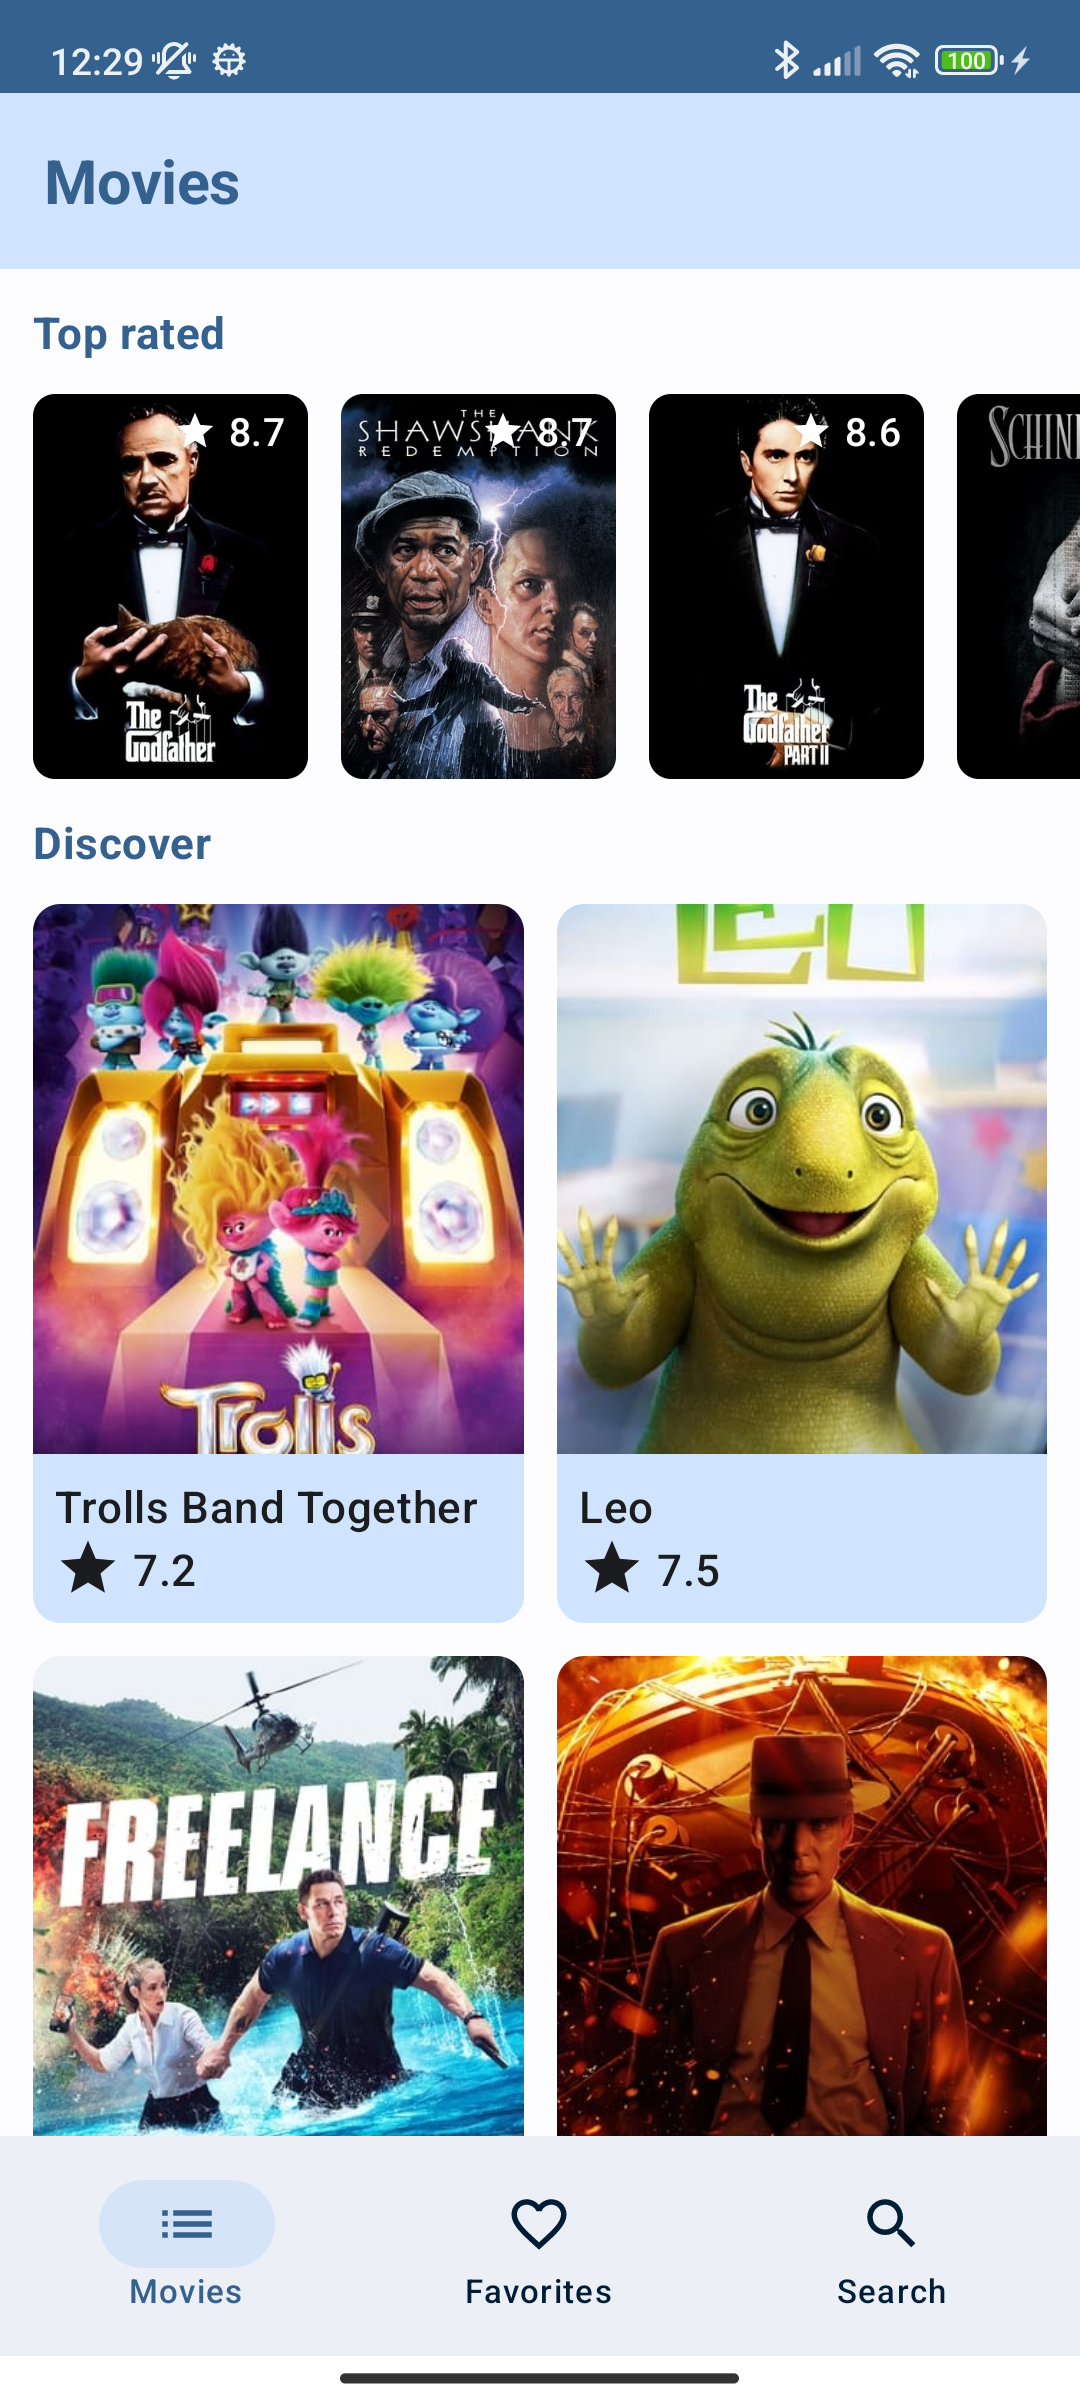 12:29
100
Movies
Top rated
8.7
The
Godfather
THE
SHAWSHANK
8.7
REDEMPTION
8.6
The
Godfather
PART II
SCHIN
Discover
LEO
Trolls
Trolls Band Together
7.2
Leo
7.5
FREELANCE
Movies
Favorites
Search